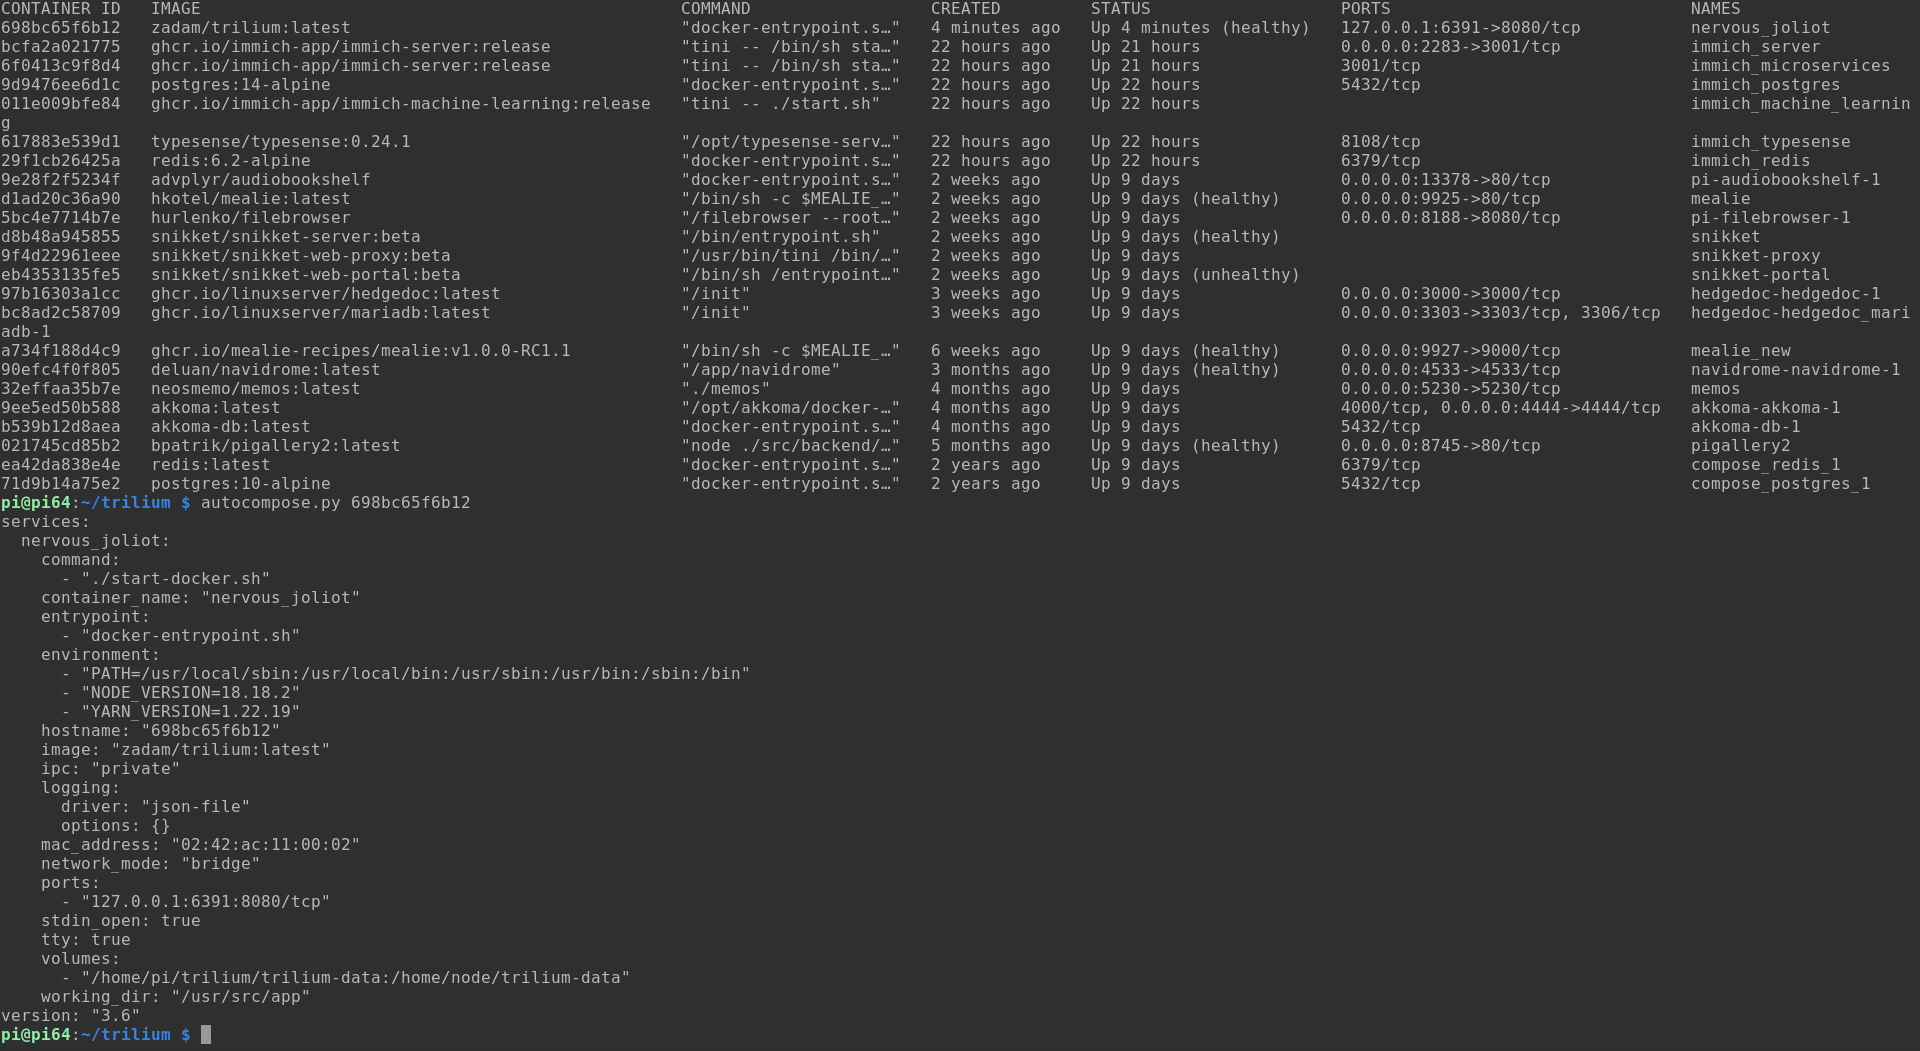 CONTAINER ID   IMAGE                                              COMMAND                  CREATED         STATUS                   PORTS                              NAMES
698bc65f6b12   zadam/trilium:latest                                 "docker-entrypoint.s…"   4 minutes ago   Up 4 minutes (healthy)   127.0.0.1:6391->8080/tcp           nervous_joliot
bcfa2a021775   ghcr.io/immich-app/immich-server:release             "tini -- /bin/sh sta…"   22 hours ago    Up 21 hours              0.0.0.0:2283->3001/tcp             immich_server
6f0413c9f8d4   ghcr.io/immich-app/immich-server:release             "tini -- /bin/sh sta…"   22 hours ago    Up 21 hours              3001/tcp                           immich_microservices
9d9476ee6d1c   postgres:14-alpine                                   "docker-entrypoint.s…"   22 hours ago    Up 22 hours              5432/tcp                           immich_postgres
011e009bfe84   ghcr.io/immich-app/immich-machine-learning:release   "tini -- ./start.sh"     22 hours ago    Up 22 hours                                                 immich_machine_learnin
g
617883e539d1   typesense/typesense:0.24.1                           "/opt/typesense-serv…"   22 hours ago    Up 22 hours              8108/tcp                           immich_typesense
29f1cb26425a   redis:6.2-alpine                                     "docker-entrypoint.s…"   22 hours ago    Up 22 hours              6379/tcp                           immich_redis
9e28f2f5234f   advplyr/audiobookshelf                               "docker-entrypoint.s…"   2 weeks ago     Up 9 days                0.0.0.0:13378->80/tcp              pi-audiobookshelf-1
d1ad20c36a90   hkotel/mealie:latest                                 "/bin/sh -c $MEALIE_…"   2 weeks ago     Up 9 days (healthy)      0.0.0.0:9925->80/tcp               mealie
5bc4e7714b7e   hurlenko/filebrowser                                 "/filebrowser --root…"   2 weeks ago     Up 9 days                0.0.0.0:8188->8080/tcp             pi-filebrowser-1
d8b48a945855   snikket/snikket-server:beta                          "/bin/entrypoint.sh"     2 weeks ago     Up 9 days (healthy)                                         snikket
9f4d22961eee   snikket/snikket-web-proxy:beta                       "/usr/bin/tini /bin/…"   2 weeks ago     Up 9 days                                                   snikket-proxy
eb4353135fe5   snikket/snikket-web-portal:beta                      "/bin/sh /entrypoint…"   2 weeks ago     Up 9 days (unhealthy)                                       snikket-portal
97b16303a1cc   ghcr.io/linuxserver/hedgedoc:latest                  "/init"                  3 weeks ago     Up 9 days                0.0.0.0:3000->3000/tcp             hedgedoc-hedgedoc-1
bc8ad2c58709   ghcr.io/linuxserver/mariadb:latest                   "/init"                  3 weeks ago     Up 9 days                0.0.0.0:3303->3303/tcp, 3306/tcp   hedgedoc-hedgedoc_mari
adb-1
a734f188d4c9   ghcr.io/mealie-recipes/mealie:v1.0.0-RC1.1           "/bin/sh -c $MEALIE_…"   6 weeks ago     Up 9 days (healthy)      0.0.0.0:9927->9000/tcp             mealie_new
90efc4f0f805   deluan/navidrome:latest                              "/app/navidrome"         3 months ago    Up 9 days (healthy)      0.0.0.0:4533->4533/tcp             navidrome-navidrome-1
32effaa35b7e   neosmemo/memos:latest                                "./memos"                4 months ago    Up 9 days                0.0.0.0:5230->5230/tcp             memos
9ee5ed50b588   akkoma:latest                                        "/opt/akkoma/docker-…"   4 months ago    Up 9 days                4000/tcp, 0.0.0.0:4444->4444/tcp   akkoma-akkoma-1
b539b12d8aea   akkoma-db:latest                                     "docker-entrypoint.s…"   4 months ago    Up 9 days                5432/tcp                           akkoma-db-1
021745cd85b2   bpatrik/pigallery2:latest                            "node ./src/backend/…"   5 months ago    Up 9 days (healthy)      0.0.0.0:8745->80/tcp               pigallery2
ea42da838e4e   redis:latest                                         "docker-entrypoint.s…"   2 years ago     Up 9 days                6379/tcp                           compose_redis_1
71d9b14a75e2   postgres:10-alpine                                   "docker-entrypoint.s…"   2 years ago     Up 9 days                5432/tcp                           compose_postgres_1
pi@pi64:~/trilium $ autocompose.py 698bc65f6b12
services:
  nervous_joliot:
    command:
      - "./start-docker.sh"
    container_name: "nervous_joliot"
    entrypoint:
      - "docker-entrypoint.sh"
    environment:
      - "PATH=/usr/local/sbin:/usr/local/bin:/usr/sbin:/usr/bin:/sbin:/bin"
      - "NODE_VERSION=18.18.2"
      - "YARN_VERSION=1.22.19"
    hostname: "698bc65f6b12"
    image: "zadam/trilium:latest"
    ipc: "private"
    logging:
      driver: "json-file"
      options: {}
    mac_address: "02:42:ac:11:00:02"
    network_mode: "bridge"
    ports:
      - "127.0.0.1:6391:8080/tcp"
    stdin_open: true
    tty: true
    volumes:
      - "/home/pi/trilium/trilium-data:/home/node/trilium-data"
    working_dir: "/usr/src/app"
version: "3.6"
pi@pi64:~/trilium $